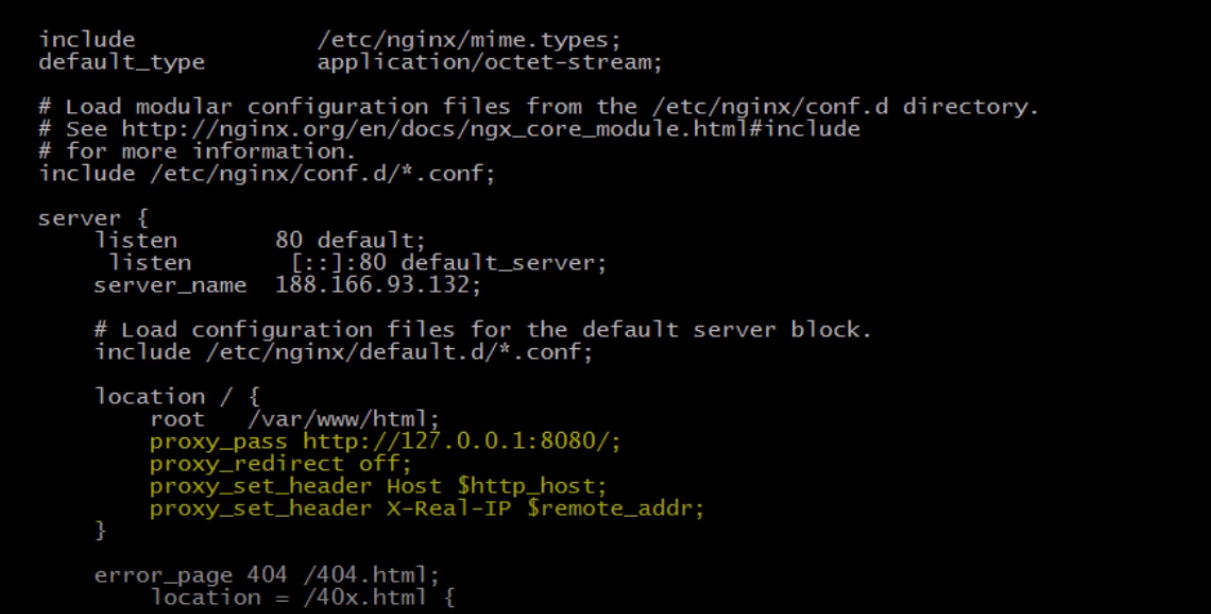 include /etc/nginx/mime.types;
default_type application/octet-stream;
# Load modular configuration files from the /etc/nginx/conf.d directory.
# See http://nginx.org/en/docs/ngx_core_module.html#include
# for more information.
include /etc/nginx/conf.d/*.conf;
server {
listen 80 default;
listen [::]:80 default_server;
server_name 188.166.93.132;
# Load configuration files for the default server block.
include /etc/nginx/default.d/*.conf;
location / {
root /var/www/html;
proxy_pass http://127.0.0.1:8080/;
proxy_redirect off;
proxy_set_header Host $http_host;
proxy_set_header X-Real-IP $remote_addr;
}
error_page 404 /404.html;
location = /40x.html {